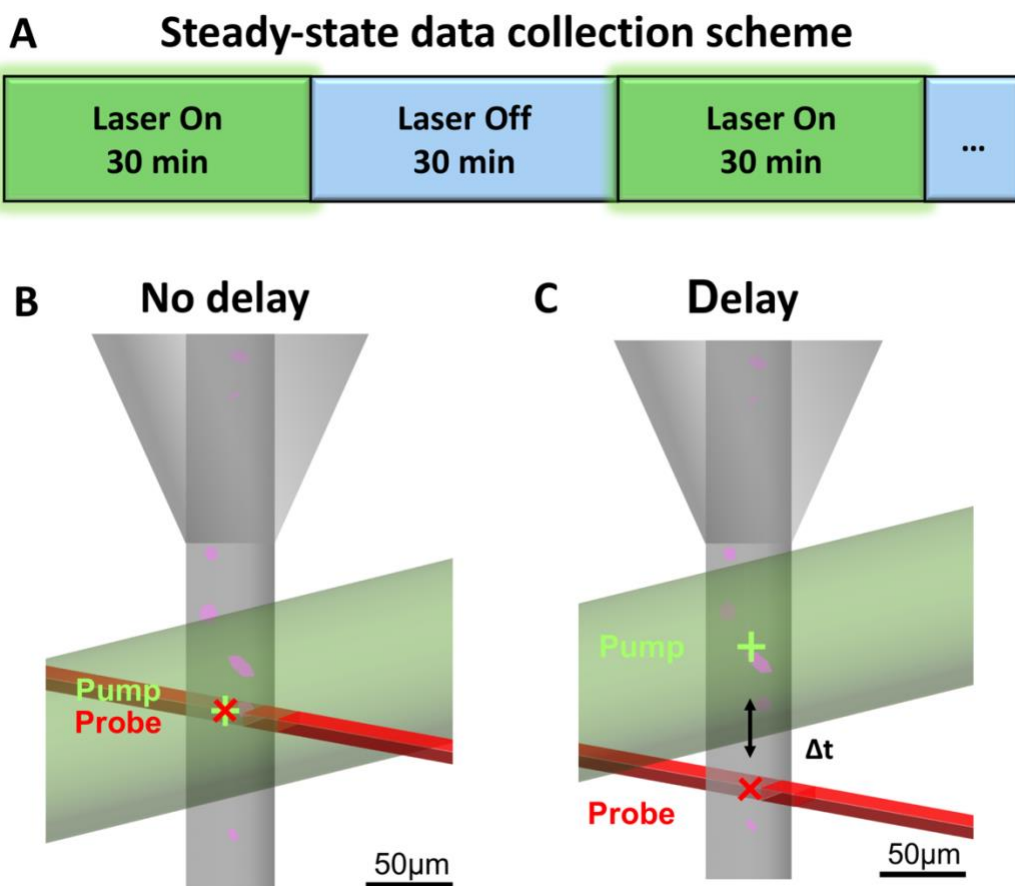 A Steady-state data collection scheme
Laser On
30 min
Laser Off
30 min
Laser On
30 min
...
B No delay
Pump
Probe
50μm
C Delay
Pump
Δt
Probe
50μm